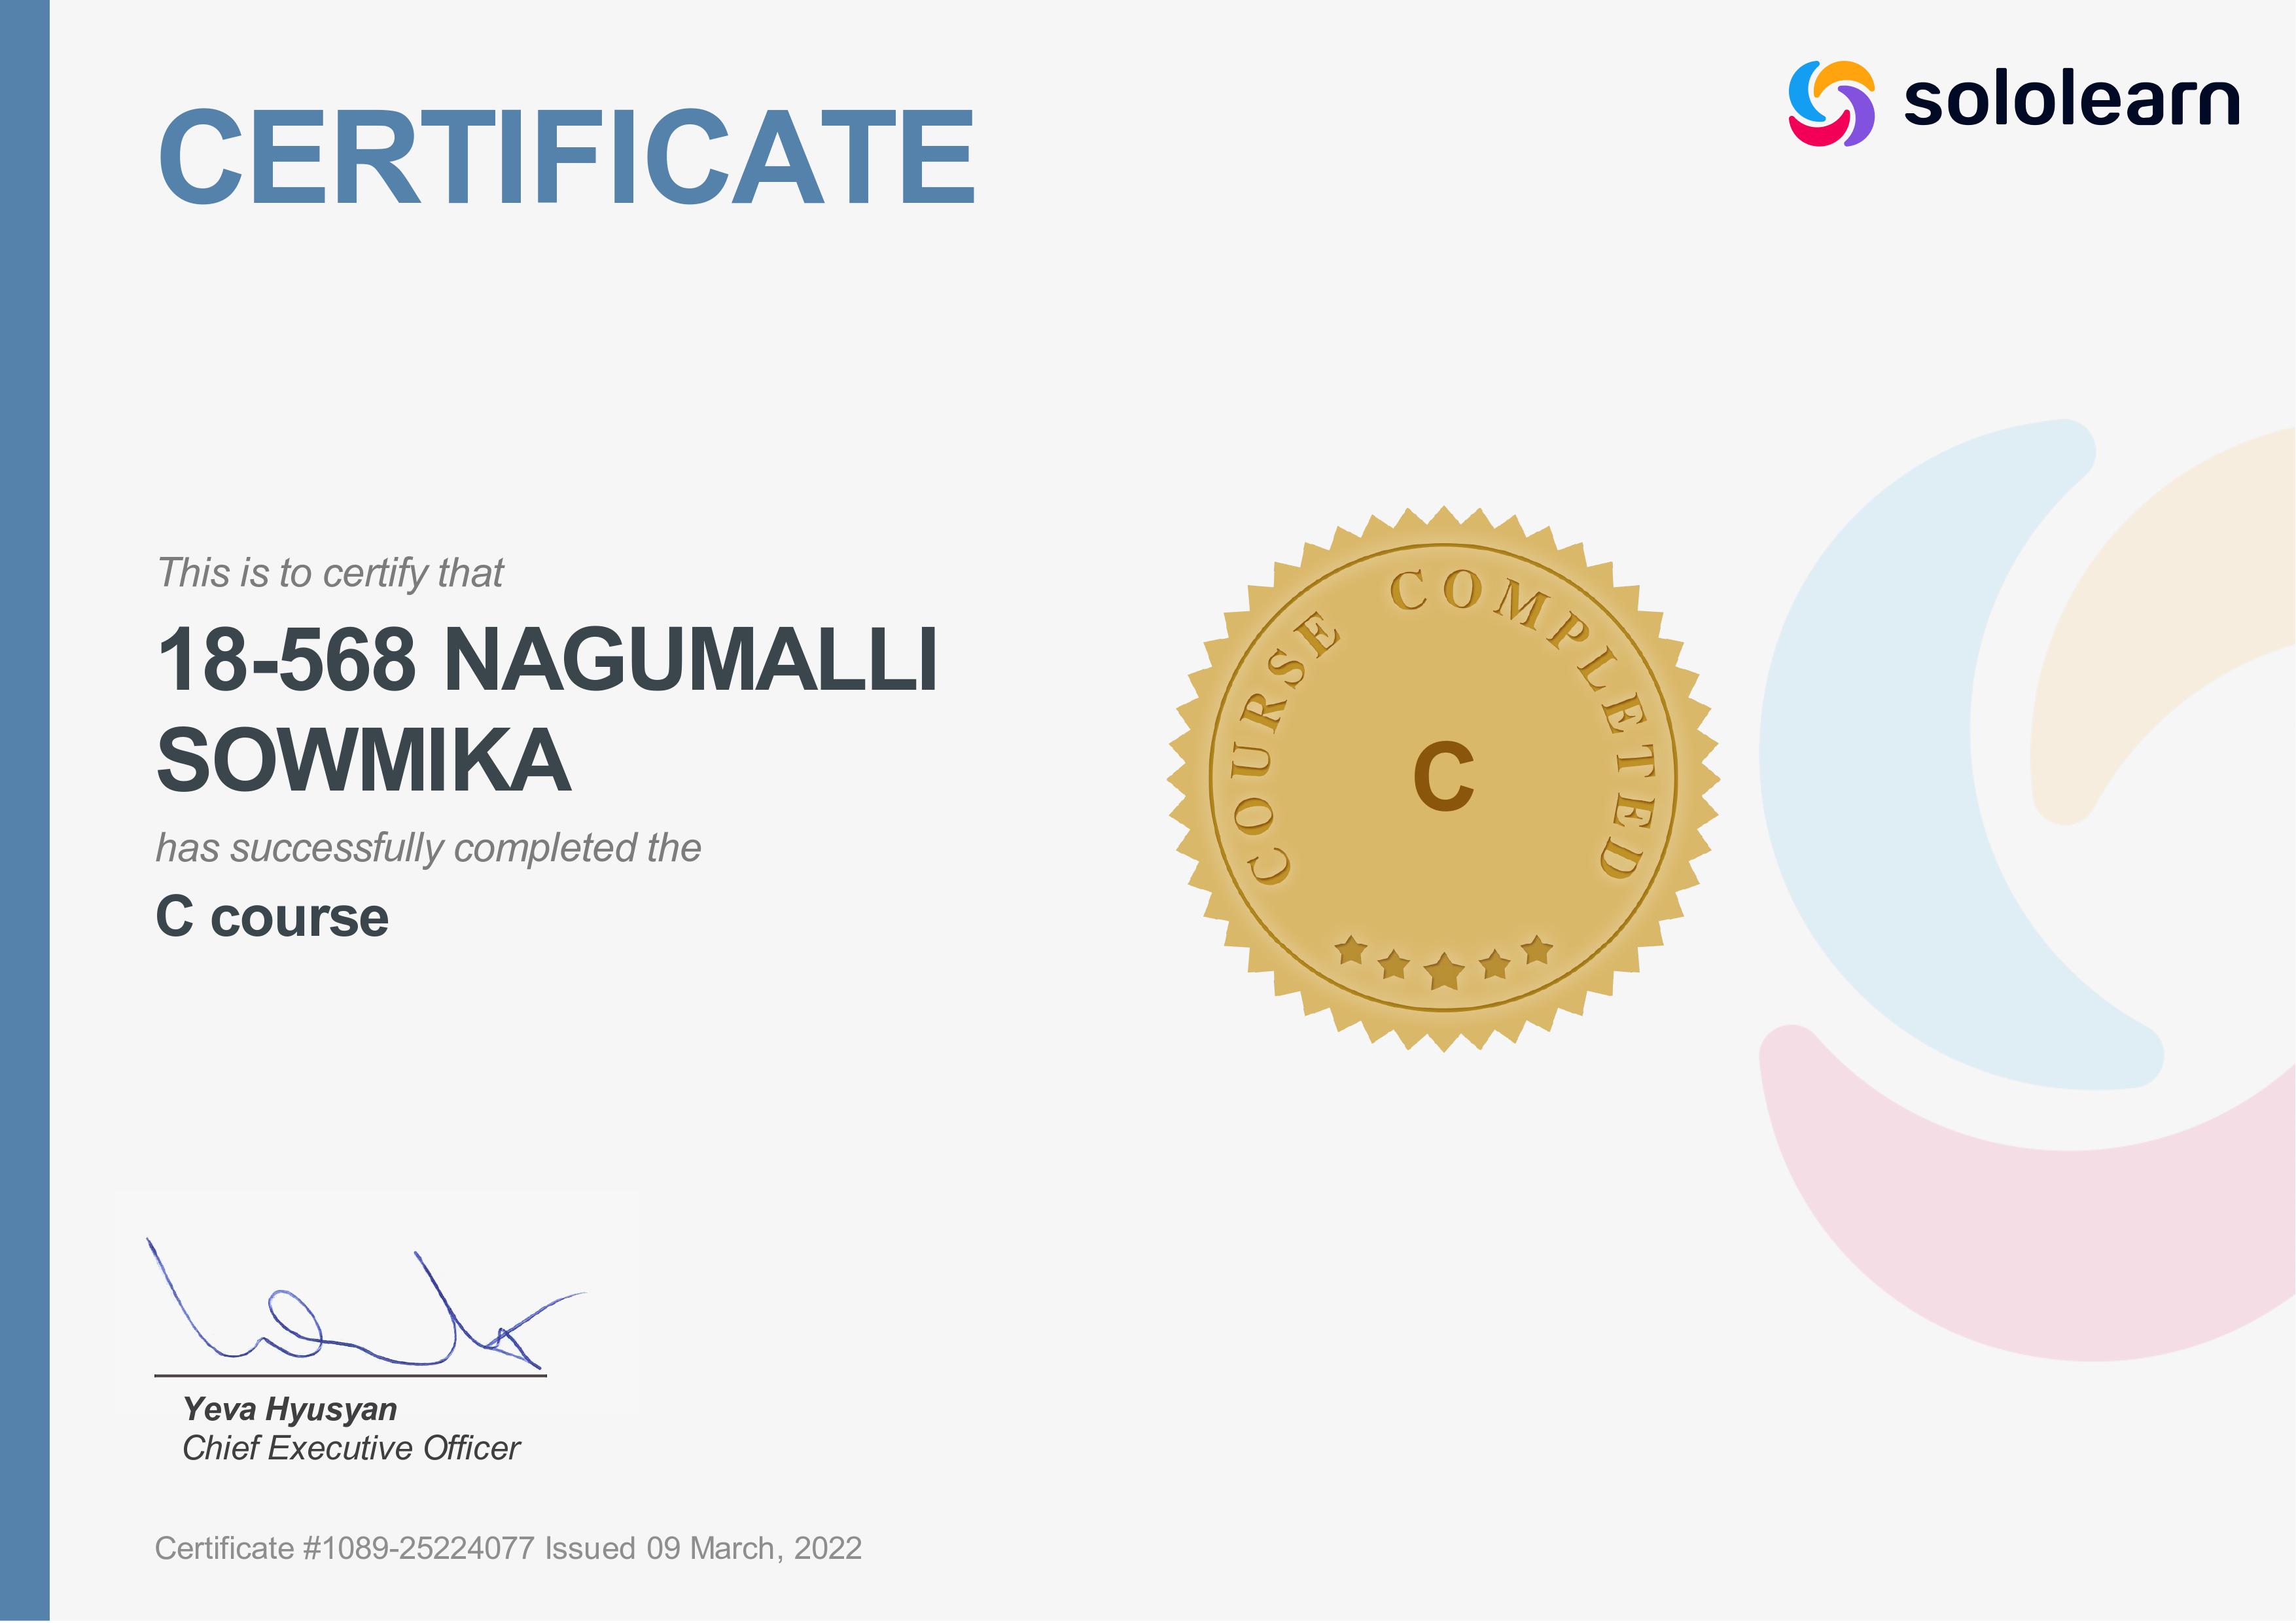 CERTIFICATE
sololearn
This is to certify that
18-568 NAGUMALLI
SOWMIKA
has successfully completed the
C course
COURSE COMPLETED
C
Yeva Hyusyan
Chief Executive Officer
Certificate #1089-25224077 Issued 09 March, 2022